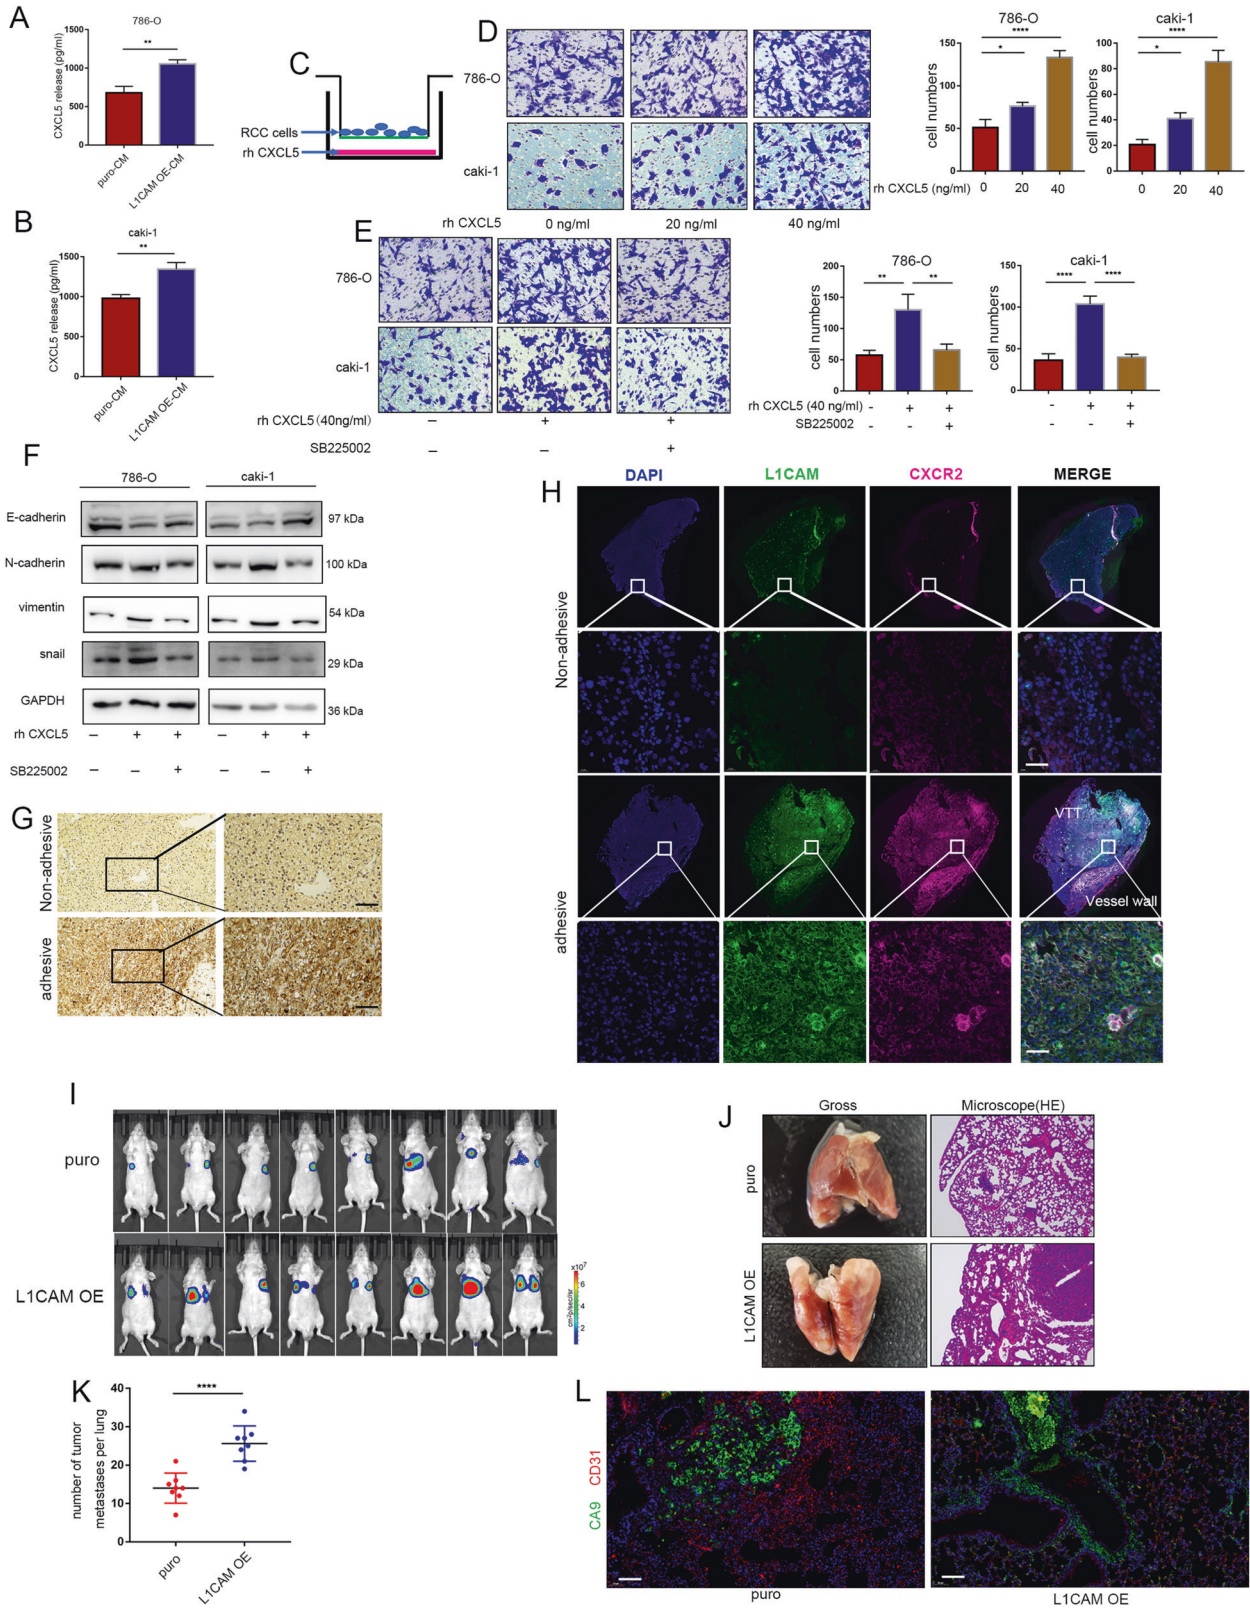 A
786-O
**
CXCL5 release (pg/ml)
1500
1000
500
0
puro-CM
L1CAM OE-CM
B
caki-1
**
CXCL5 release (pg/ml)
1500
1000
500
0
puro-CM
L1CAM OE-CM
C
RCC cells
rh CXCL5
D
786-O
caki-1
rh CXCL5 0 ng/ml 20 ng/ml 40 ng/ml
786-O
****
*
cell numbers
150
100
50
0
caki-1
****
*
cell numbers
100
80
60
40
20
0
rh CXCL5 (ng/ml) 0 20 40 0 20 40
E
786-O
caki-1
rh CXCL5 (40ng/ml) – + +
SB225002 – – +
786-O
** **
cell numbers
200
150
100
50
0
caki-1
**** ****
cell numbers
150
100
50
0
rh CXCL5 (40 ng/ml) - + + - + +
SB225002 - - + - - +
F
786-O caki-1
E-cadherin 97 kDa
N-cadherin 100 kDa
vimentin 54 kDa
snail 29 kDa
GAPDH 36 kDa
rh CXCL5 – + + – + +
SB225002 – – + – – +
G
Non-adhesive
adhesive
H
DAPI L1CAM CXCR2 MERGE
Non-adhesive
adhesive
VTT
Vessel wall
I
puro
L1CAM OE
x10⁷
6
4
2
cm²p/sec/sr
J
Gross Microscope(HE)
puro
L1CAM OE
K
****
number of tumor
metastases per lung
40
30
20
10
0
puro
L1CAM OE
L
CA9 CD31
puro L1CAM OE